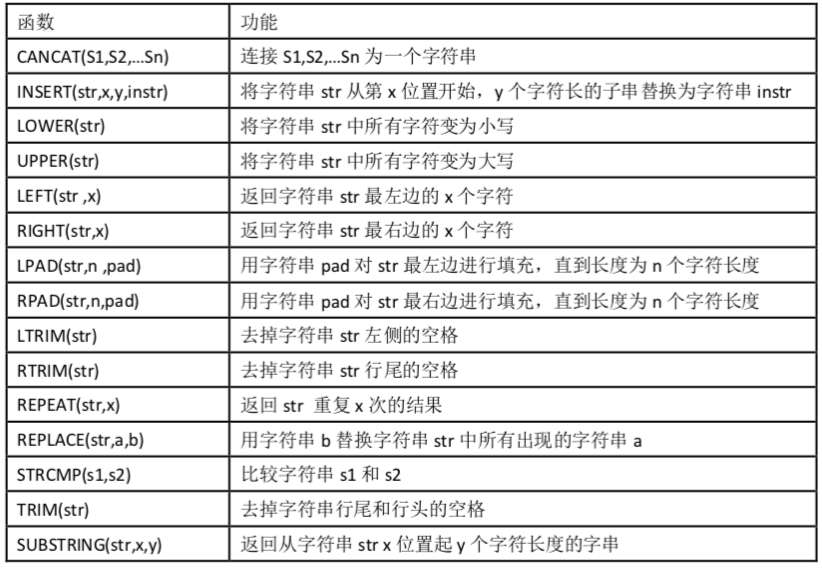 函数 功能
CANCAT(S1,S2,...Sn) 连接 S1,S2,...Sn 为一个字符串
INSERT(str,x,y,instr) 将字符串 str 从第 x 位置开始，y 个字符长的子串替换为字符串 instr
LOWER(str) 将字符串 str 中所有字符变为小写
UPPER(str) 将字符串 str 中所有字符变为大写
LEFT(str ,x) 返回字符串 str 最左边的 x 个字符
RIGHT(str,x) 返回字符串 str 最右边的 x 个字符
LPAD(str,n ,pad) 用字符串 pad 对 str 最左边进行填充，直到长度为 n 个字符长度
RPAD(str,n,pad) 用字符串 pad 对 str 最右边进行填充，直到长度为 n 个字符长度
LTRIM(str) 去掉字符串 str 左侧的空格
RTRIM(str) 去掉字符串 str 行尾的空格
REPEAT(str,x) 返回 str 重复 x 次的结果
REPLACE(str,a,b) 用字符串 b 替换字符串 str 中所有出现的字符串 a
STRCMP(s1,s2) 比较字符串 s1 和 s2
TRIM(str) 去掉字符串行尾和行头的空格
SUBSTRING(str,x,y) 返回从字符串 str x 位置起 y 个字符长度的字串